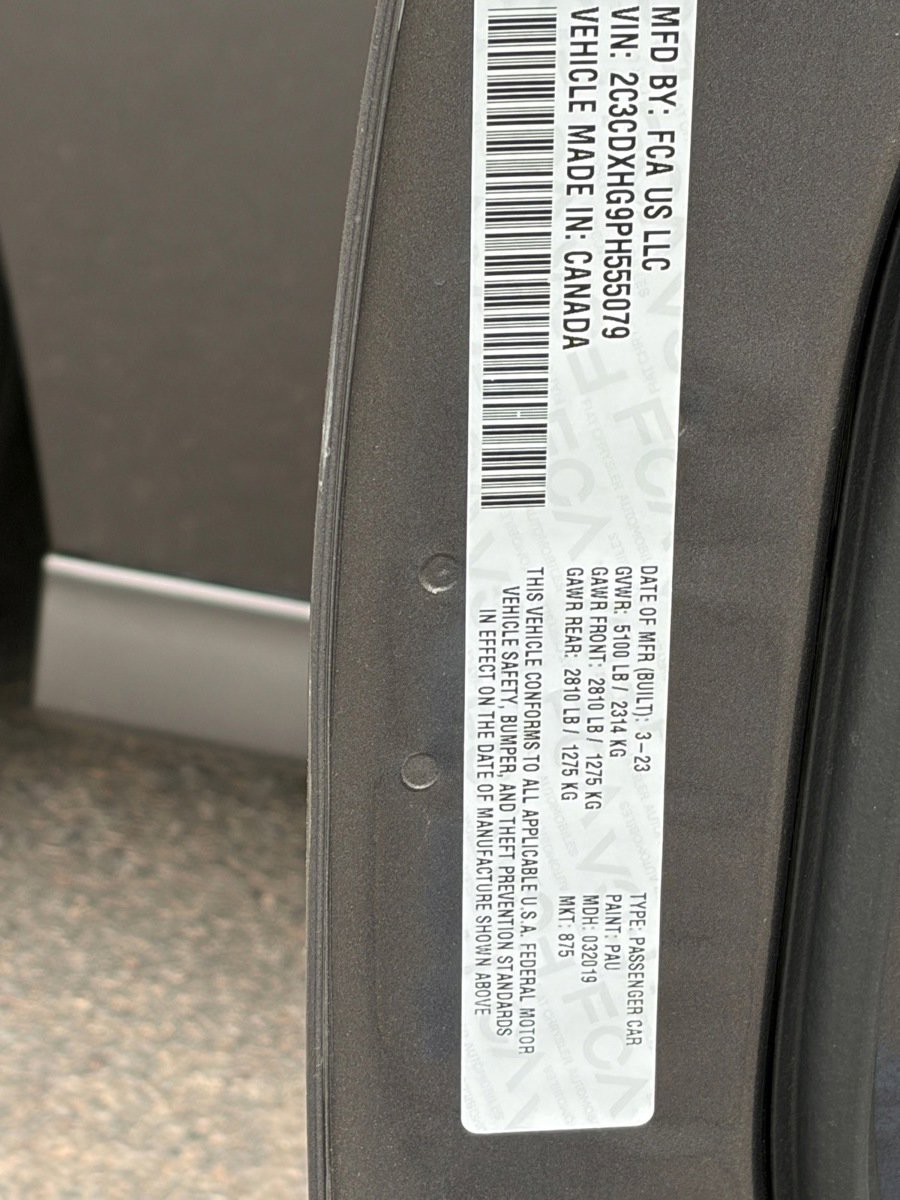 MFD BY: FCA US LLC
VIN: 2C3CDXHG9PH555079
VEHICLE MADE IN: CANADA
DATE OF MFR (BUILT): 3-23
GVWR: 5100 LB / 2314 KG
GAWR FRONT: 2810 LB / 1275 KG
GAWR REAR: 2810 LB / 1275 KG
TYPE: PASSENGER CAR
PAINT: PAU
MDH: 032019
MKT: 875
THIS VEHICLE CONFORMS TO ALL APPLICABLE U.S.A. FEDERAL MOTOR
VEHICLE SAFETY, BUMPER, AND THEFT PREVENTION STANDARDS
IN EFFECT ON THE DATE OF MANUFACTURE SHOWN ABOVE